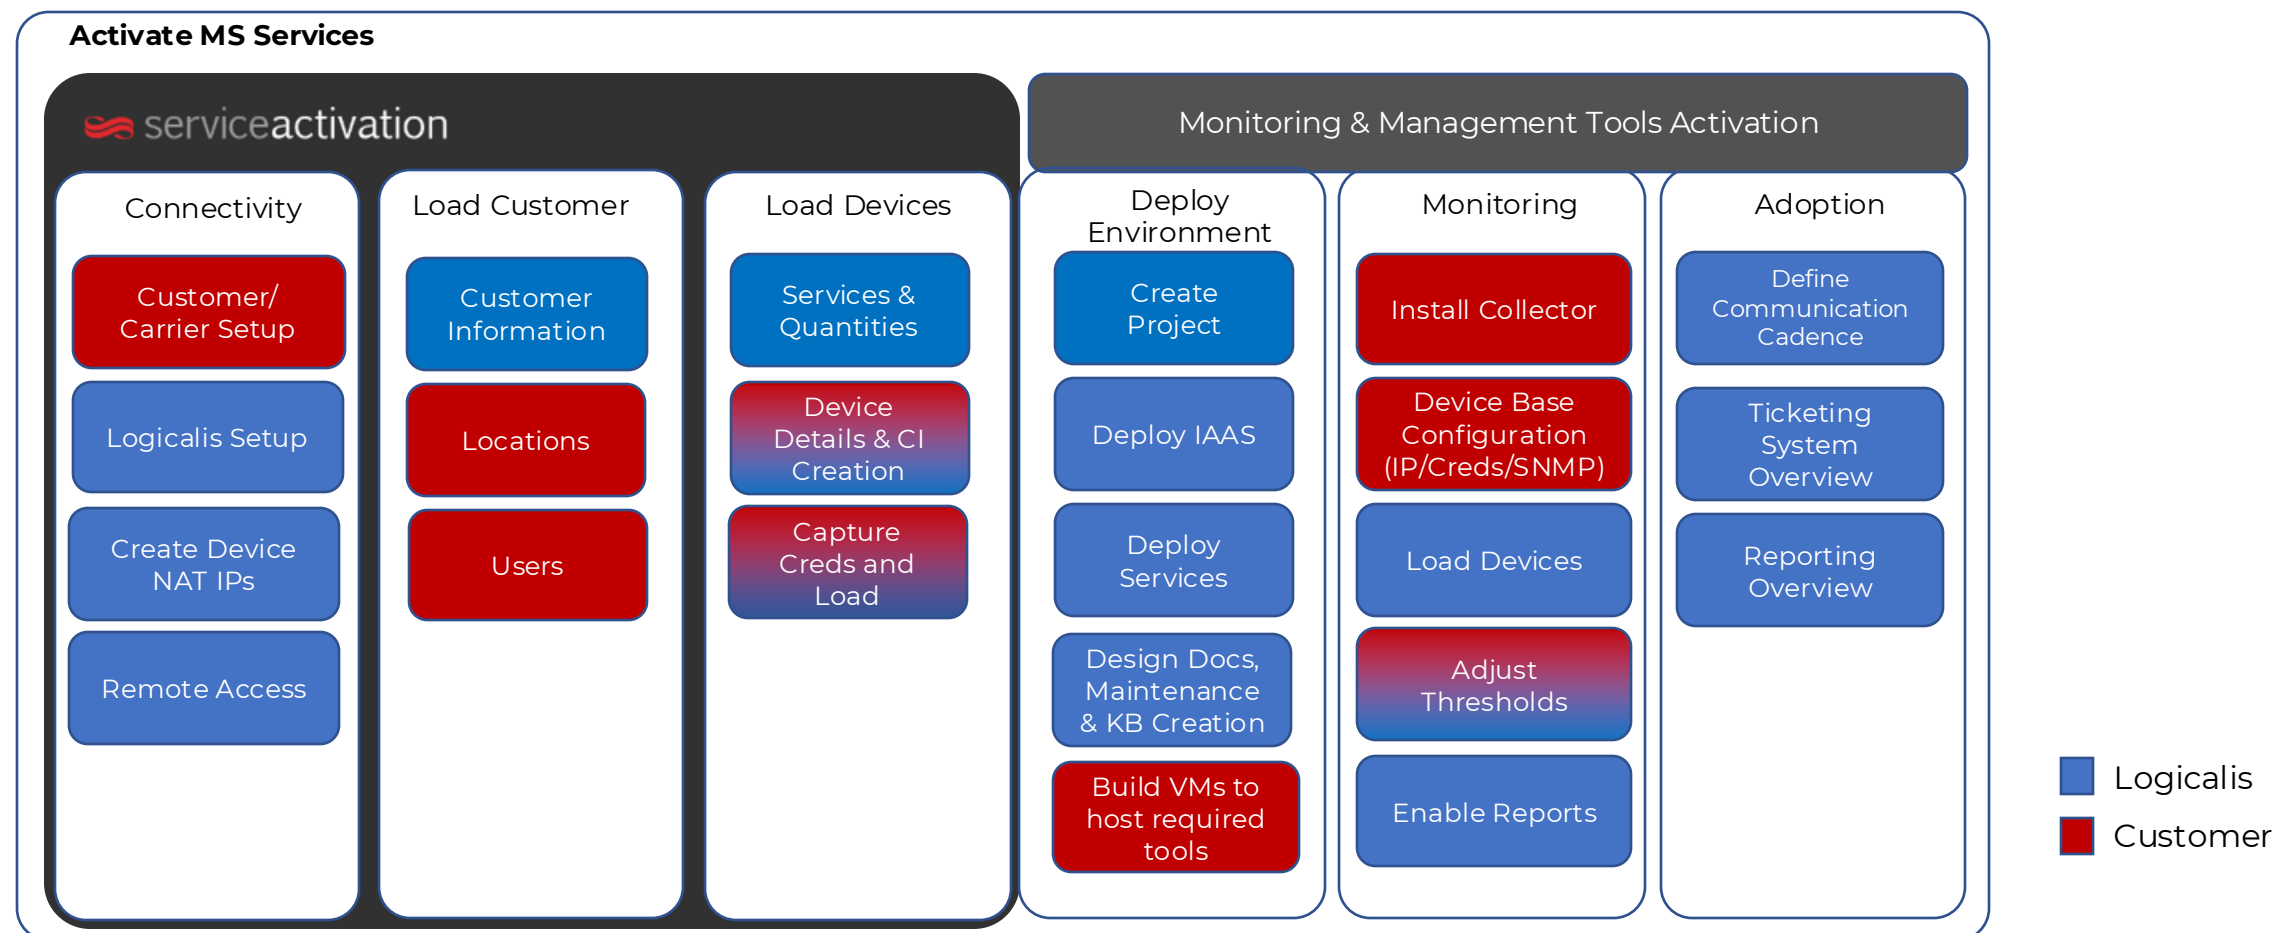 Activate MS Services
serviceactivation
Monitoring & Management Tools Activation
Connectivity
Customer/
Carrier Setup
Logicalis Setup
Create Device
NAT IPs
Remote Access
Load Customer
Customer
Information
Locations
Users
Load Devices
Services &
Quantities
Device
Details & CI
Creation
Capture
Creds and
Load
Deploy
Environment
Create
Project
Deploy IAAS
Deploy
Services
Design Docs,
Maintenance
& KB Creation
Build VMs to
host required
tools
Monitoring
Install Collector
Device Base
Configuration
(IP/Creds/SNMP)
Load Devices
Adjust
Thresholds
Enable Reports
Adoption
Define
Communication
Cadence
Ticketing
System
Overview
Reporting
Overview
Logicalis
Customer